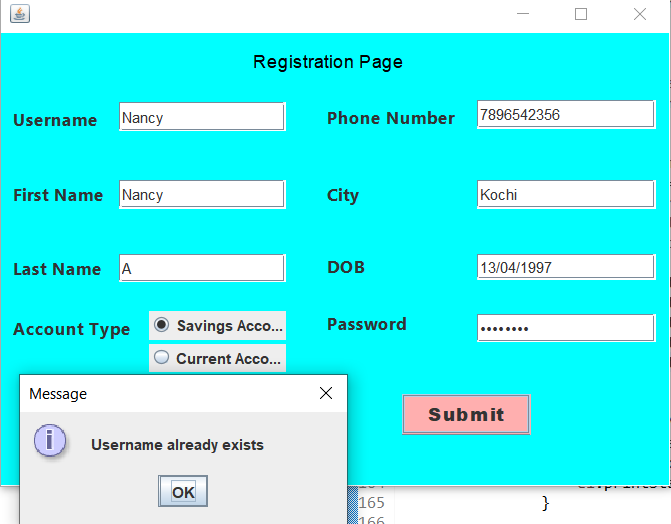 Registration Page
Username Nancy Phone Number 7896542356
First Name Nancy City Kochi
Last Name A DOB 13/04/1997
Account Type Savings Acco... Password ••••••••
Current Acco...
Message
Submit
Username already exists
OK
165 }
166